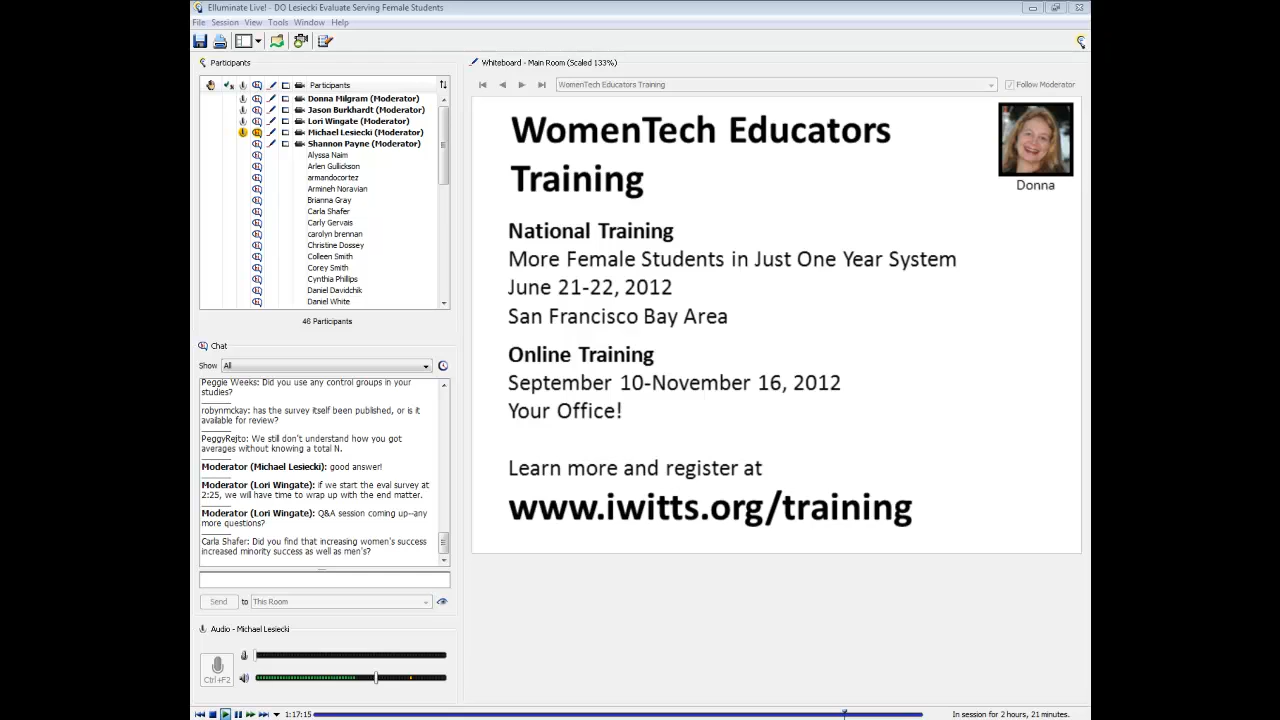 Elluminate Live! - DO Lesiecki Evaluate Serving Female Students
File Session View Tools Window Help
Participants
Participants
Donna Milgram (Moderator)
Jason Burkhardt (Moderator)
Lori Wingate (Moderator)
Michael Lesiecki (Moderator)
Shannon Payne (Moderator)
Alyssa Naim
Arlen Gullickson
armandocortez
Armineh Noravian
Brianna Gray
Carla Shafer
Carly Gervais
carolyn brennan
Christine Dossey
Colleen Smith
Corey Smith
Cynthia Phillips
Daniel Davidchik
Daniel White
46 Participants
Chat
Show All
Peggie Weeks: Did you use any control groups in your
studies?
robynmckay: has the survey itself been published, or is it
available for review?
PeggyRejto: We still don't understand how you got
averages without knowing a total N.
Moderator (Michael Lesiecki): good answer!
Moderator (Lori Wingate): if we start the eval survey at
2:25, we will have time to wrap up with the end matter.
Moderator (Lori Wingate): Q&A session coming up--any
more questions?
Carla Shafer: Did you find that increasing women's success
increased minority success as well as men's?
Send to This Room
Audio - Michael Lesiecki
Ctrl+F2
Whiteboard - Main Room (Scaled 133%)
WomenTech Educators Training
Follow Moderator
WomenTech Educators
Training
Donna
National Training
More Female Students in Just One Year System
June 21-22, 2012
San Francisco Bay Area
Online Training
September 10-November 16, 2012
Your Office!
Learn more and register at
www.iwitts.org/training
1:17:15
In session for 2 hours, 21 minutes.